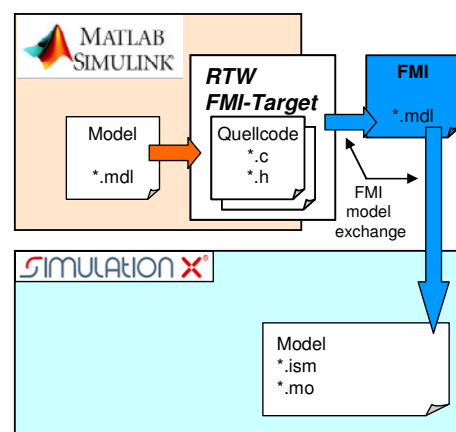 MATLAB
SIMULINK
RTW
FMI-Target
FMI
*.mdl
Model
*.mdl
Quellcode
*.c
*.h
FMI
model
exchange
SIMULATION X®
Model
*.ism
*.mo